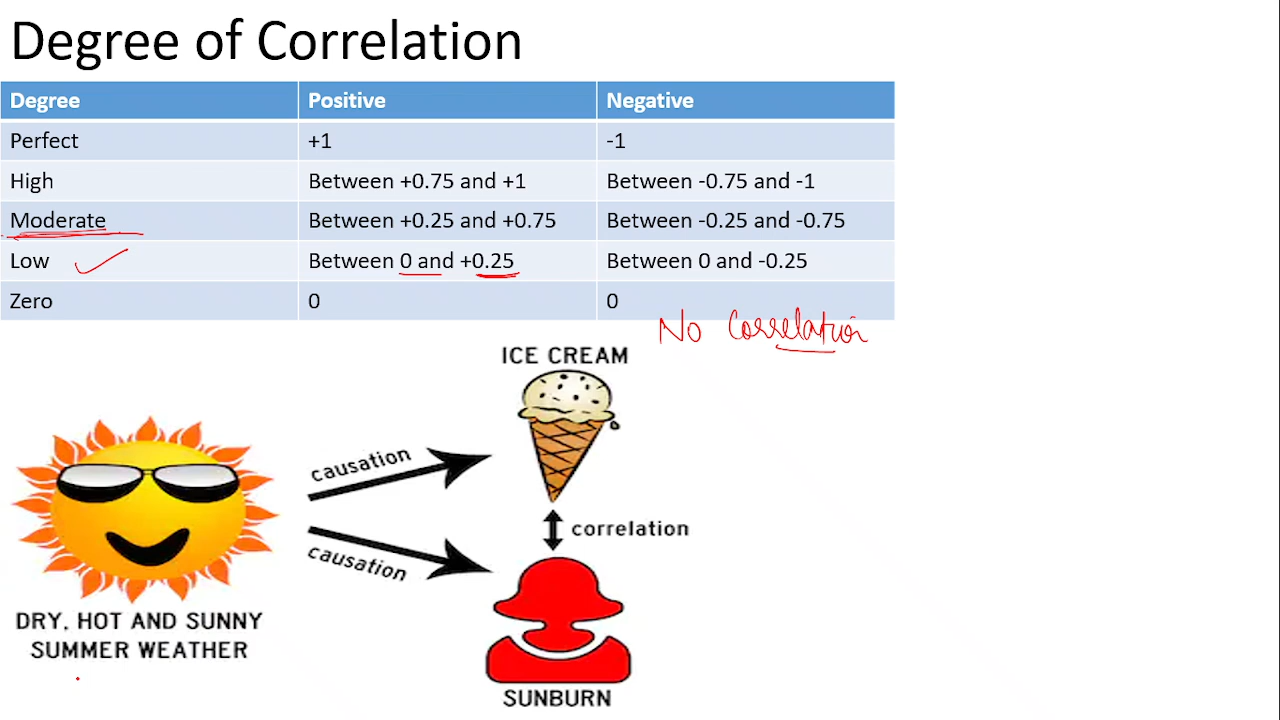 Degree of Correlation
Degree Positive Negative
Perfect +1 -1
High Between +0.75 and +1 Between -0.75 and -1
Moderate Between +0.25 and +0.75 Between -0.25 and -0.75
Low Between 0 and +0.25 Between 0 and -0.25
Zero 0 0
No Correlation
ICE CREAM
causation
correlation
causation
DRY, HOT AND SUNNY
SUMMER WEATHER
SUNBURN